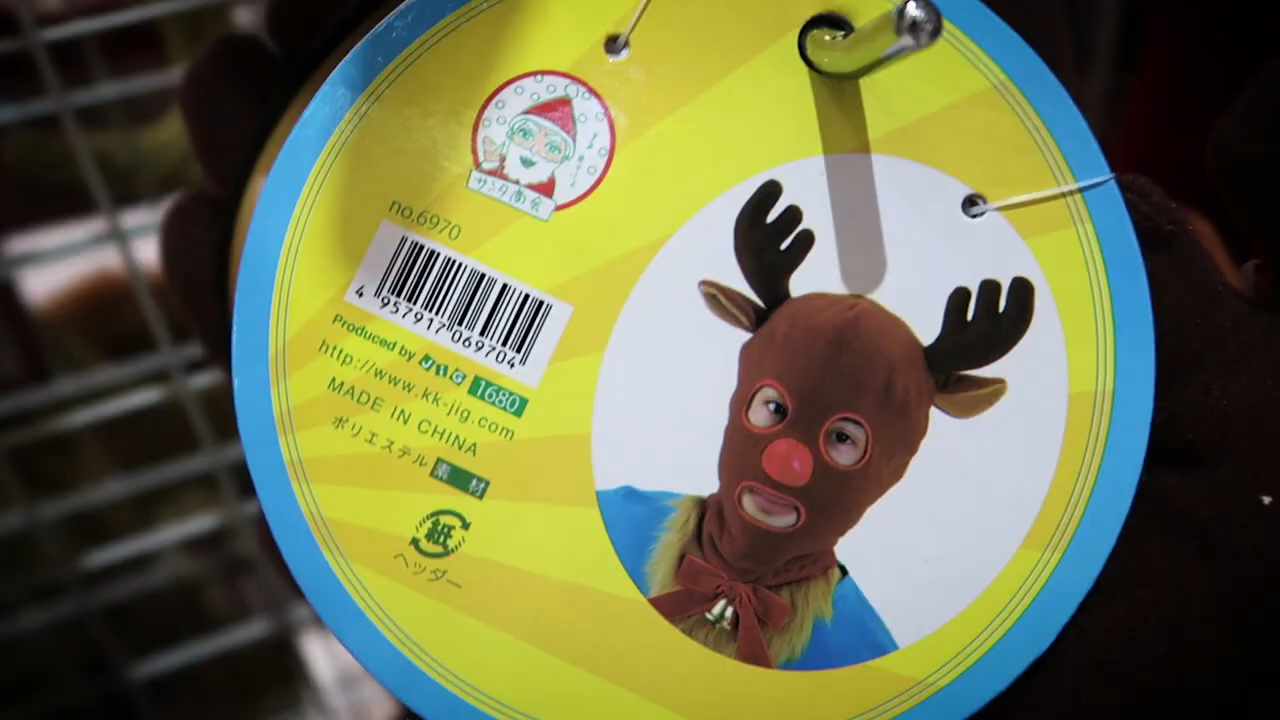 サンタ商会
no.6970
4 957917 069704
Produced by JIG 1680
http://www.kk-jig.com
MADE IN CHINA
ポリエステル 素材
紙
ヘッダー